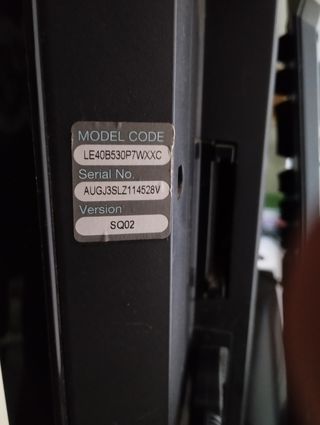 MODEL CODE
LE40B530P7WXXC
Serial No.
AUGJ3SLZ114528V
Version
SQ02